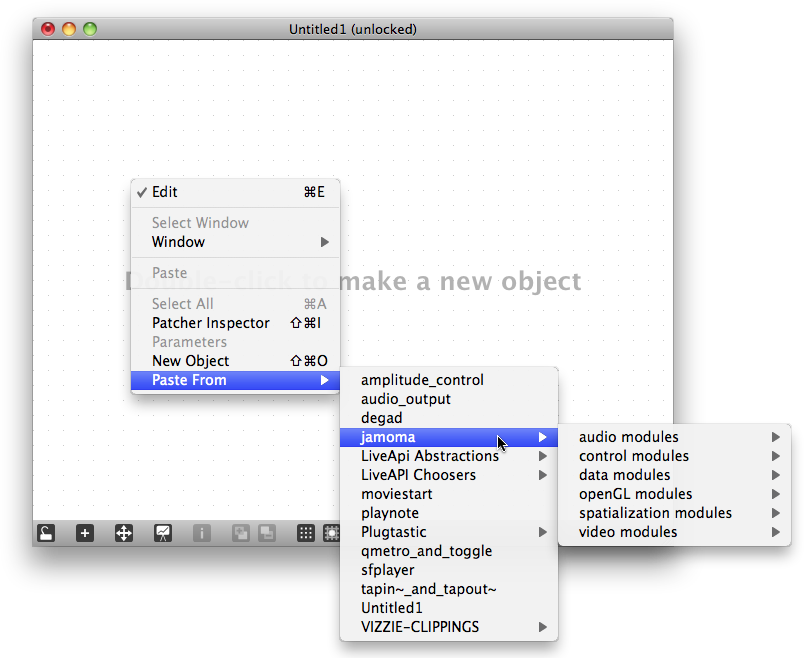 Untitled1 (unlocked)
✓ Edit ⌘E
Select Window
Window
Paste
Double-click to make a new object
Select All ⌘A
Patcher Inspector ⇧⌘I
Parameters
New Object ⇧⌘O
Paste From
amplitude_control
audio_output
degad
jamoma
LiveApi Abstractions
LiveAPI Choosers
moviestart
playnote
Plugtastic
qmetro_and_toggle
sfplayer
tapin~_and_tapout~
Untitled1
VIZZIE-CLIPPINGS
audio modules
control modules
data modules
openGL modules
spatialization modules
video modules